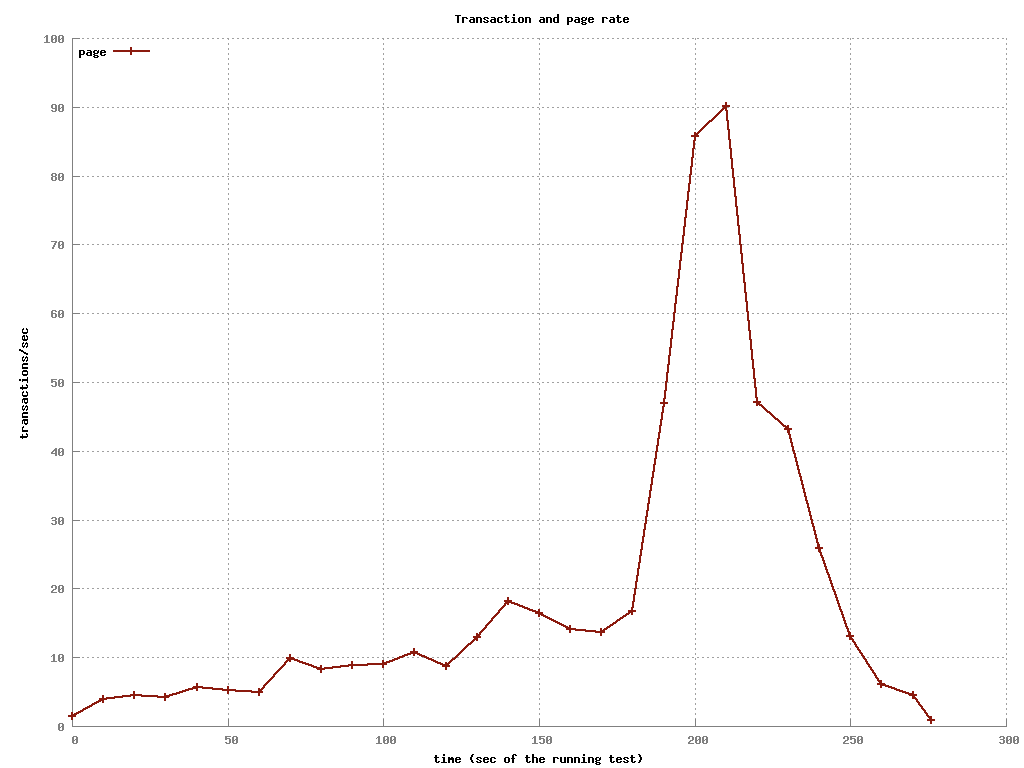 Transaction and page rate
100
page
90
80
70
60
50
40
30
20
10
0
transactions/sec
0 50 100 150 200 250 300
time (sec of the running test)